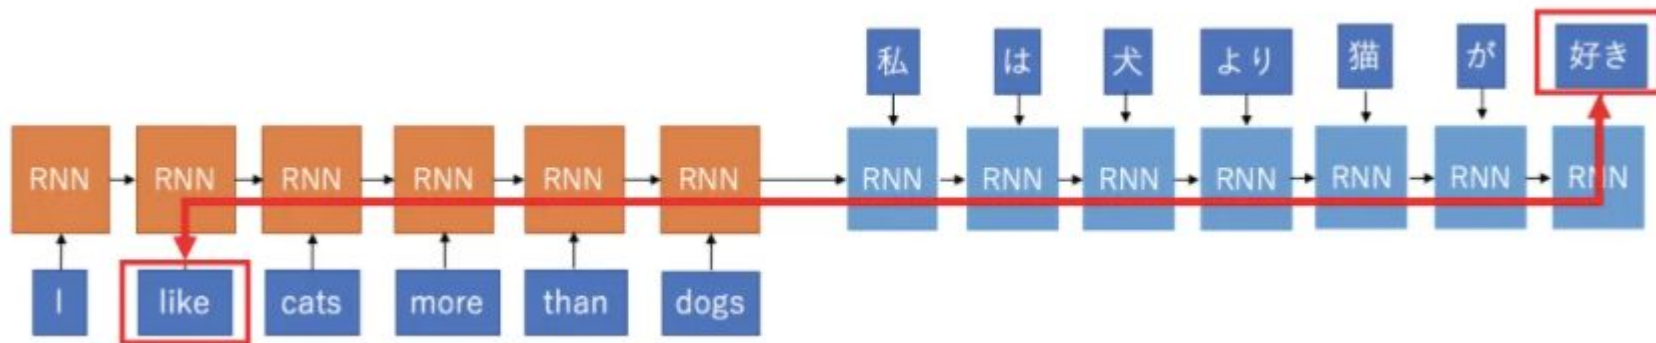 私 は 犬 より 猫 が 好き
RNN RNN RNN RNN RNN RNN RNN RNN RNN RNN RNN RNN RNN
I like cats more than dogs